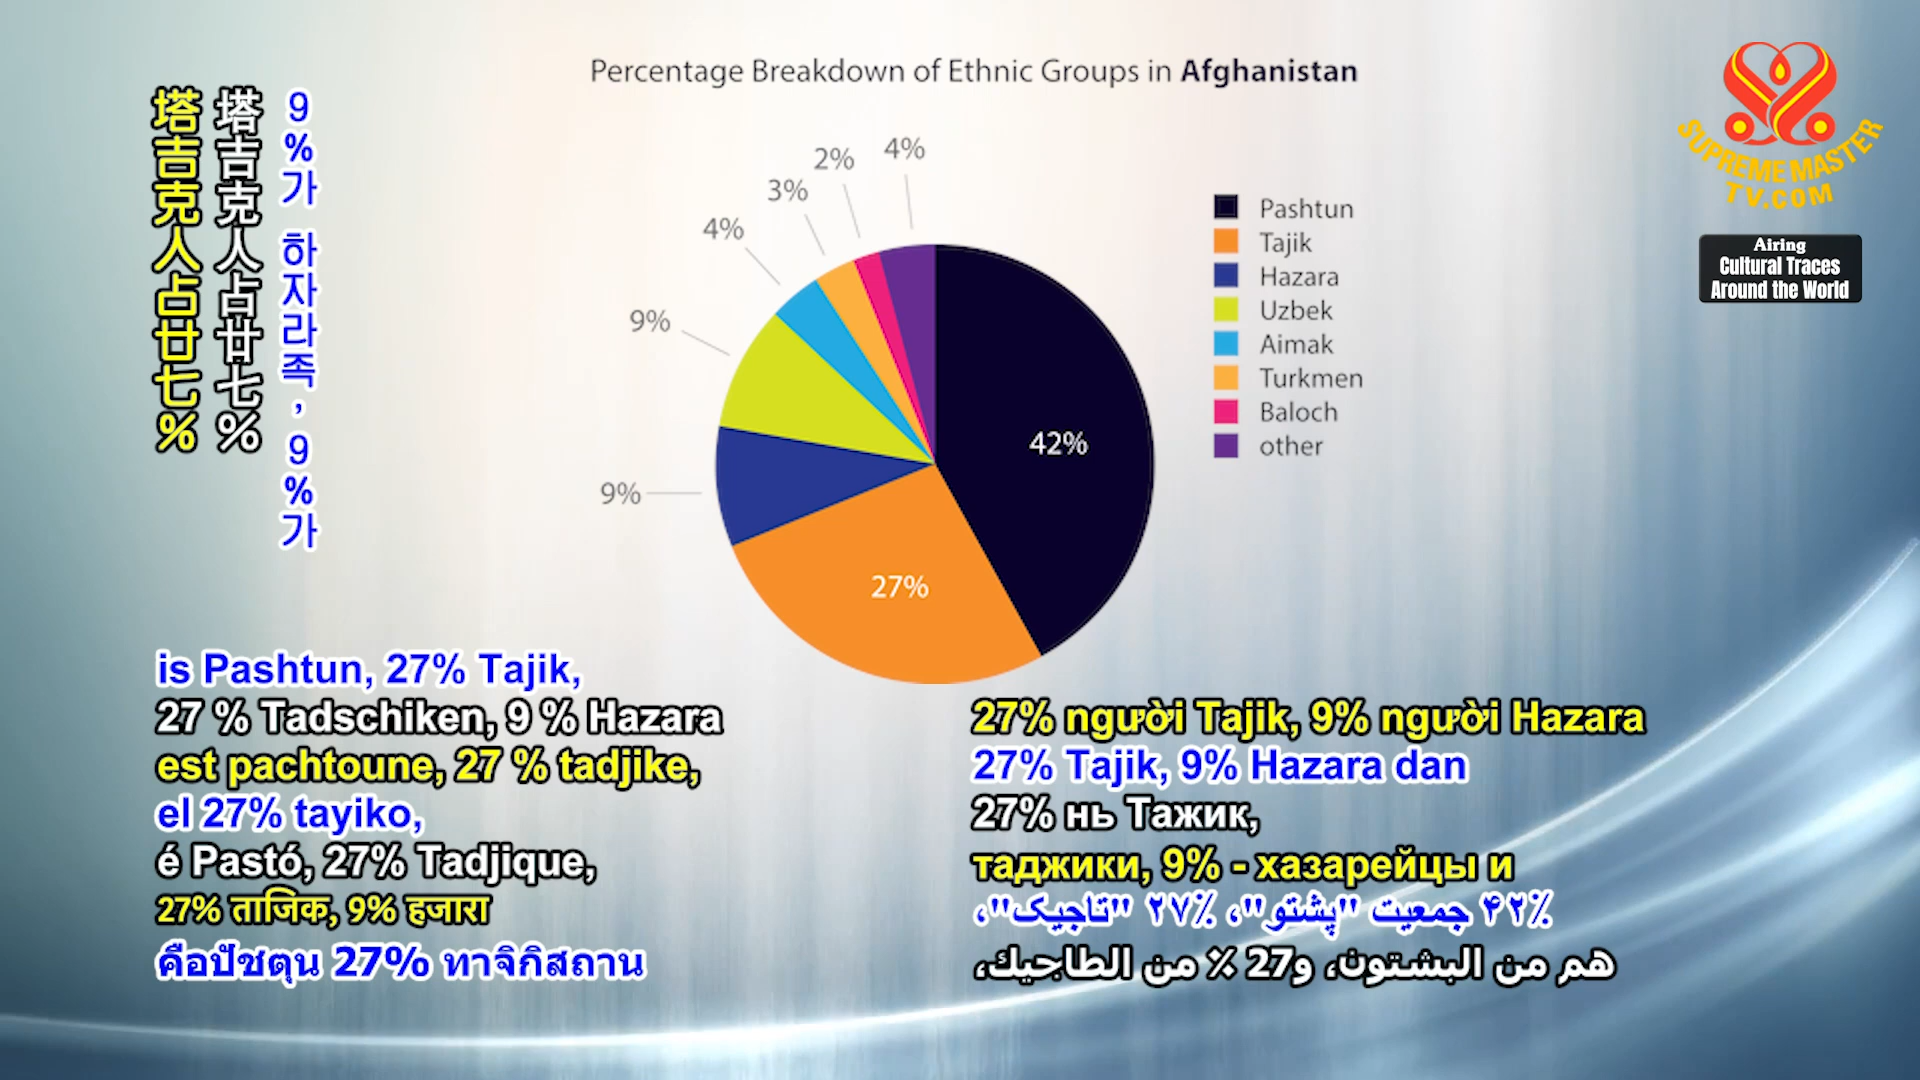 Percentage Breakdown of Ethnic Groups in Afghanistan
塔吉克人占廿七%
塔吉克人占廿七%
9%가 하자라족, 9%가
4%
2%
3%
4%
9%
9%
42%
27%
Pashtun
Tajik
Hazara
Uzbek
Aimak
Turkmen
Baloch
other
SUPREME MASTER
TV.COM
Airing
Cultural Traces
Around the World
is Pashtun, 27% Tajik,
27 % Tadschiken, 9 % Hazara
est pachtoune, 27 % tadjike,
el 27% tayiko,
é Pastó, 27% Tadjique,
27% ताजिक, 9% हजारा
คือปัชตุน 27% ทาจิกิสถาน
27% người Tajik, 9% người Hazara
27% Tajik, 9% Hazara dan
27% нь Тажик,
таджики, 9% - хазарейцы и
۴۲٪ جمعیت "پشتو"، ۲۷٪ "تاجیک"،
هم من البشتون، و27 ٪ من الطاجيك،